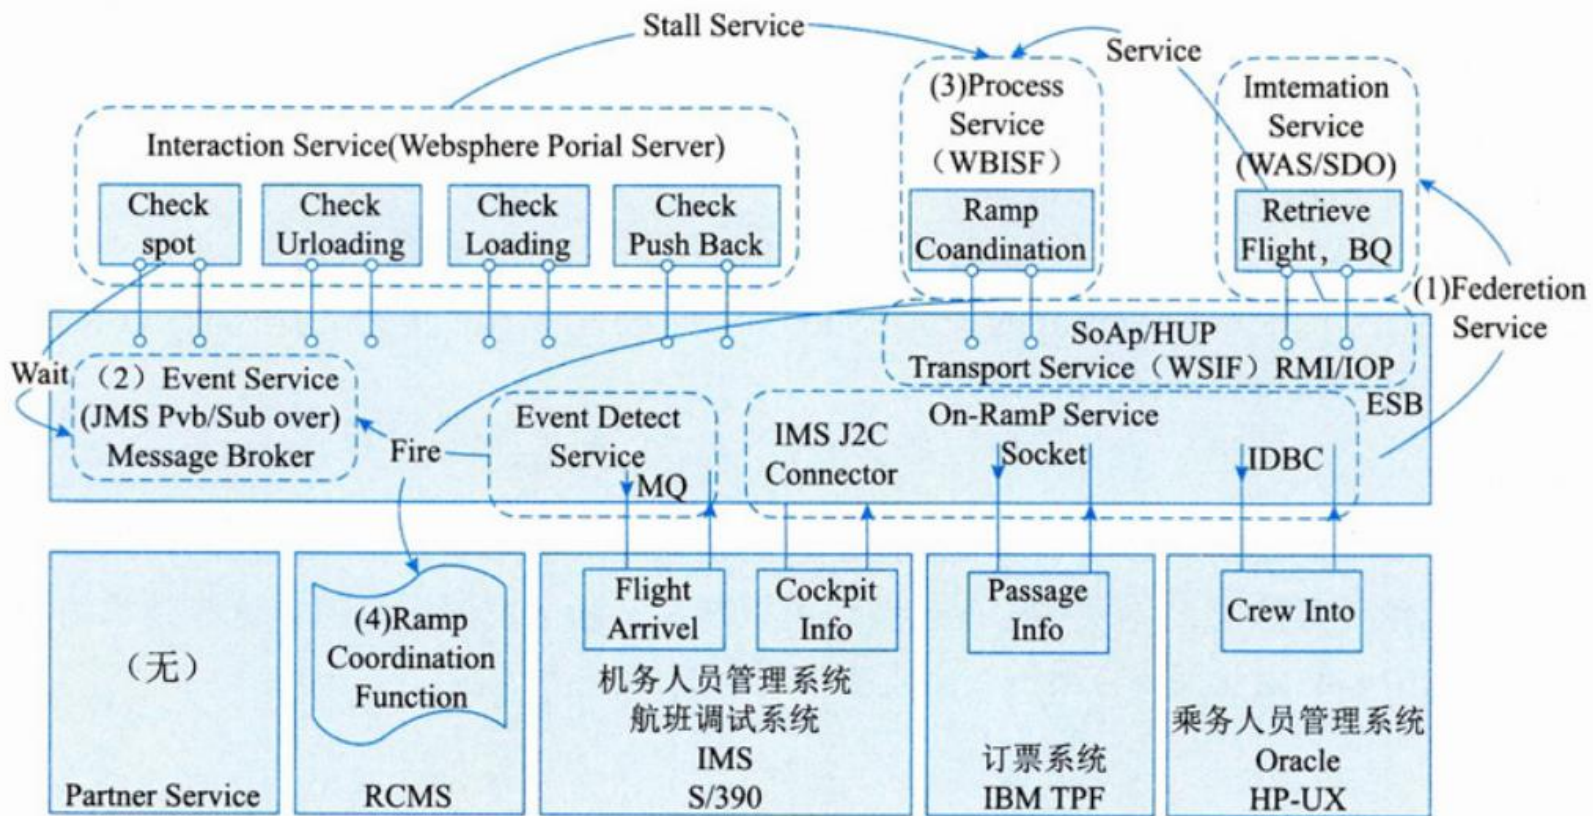 Stall Service
Service
Interaction Service(Websphere Porial Server)
Check
spot
Check
Urloading
Check
Loading
Check
Push Back
(3)Process
Service
（WBISF）
Ramp
Coandination
Imtemation
Service
(WAS/SDO)
Retrieve
Flight，BQ
(1)Federetion
Service
Wait
（2）Event Service
(JMS Pvb/Sub over)
Message Broker
Fire
Event Detect
Service
MQ
SoAp/HUP
Transport Service（WSIF）RMI/IOP
ESB
On-RamP Service
IMS J2C
Connector
Socket
IDBC
（无）
Partner Service
(4)Ramp
Coordination
Function
RCMS
Flight
Arrivel
Cockpit
Info
机务人员管理系统
航班调试系统
IMS
S/390
Passage
Info
订票系统
IBM TPF
Crew Into
乘务人员管理系统
Oracle
HP-UX